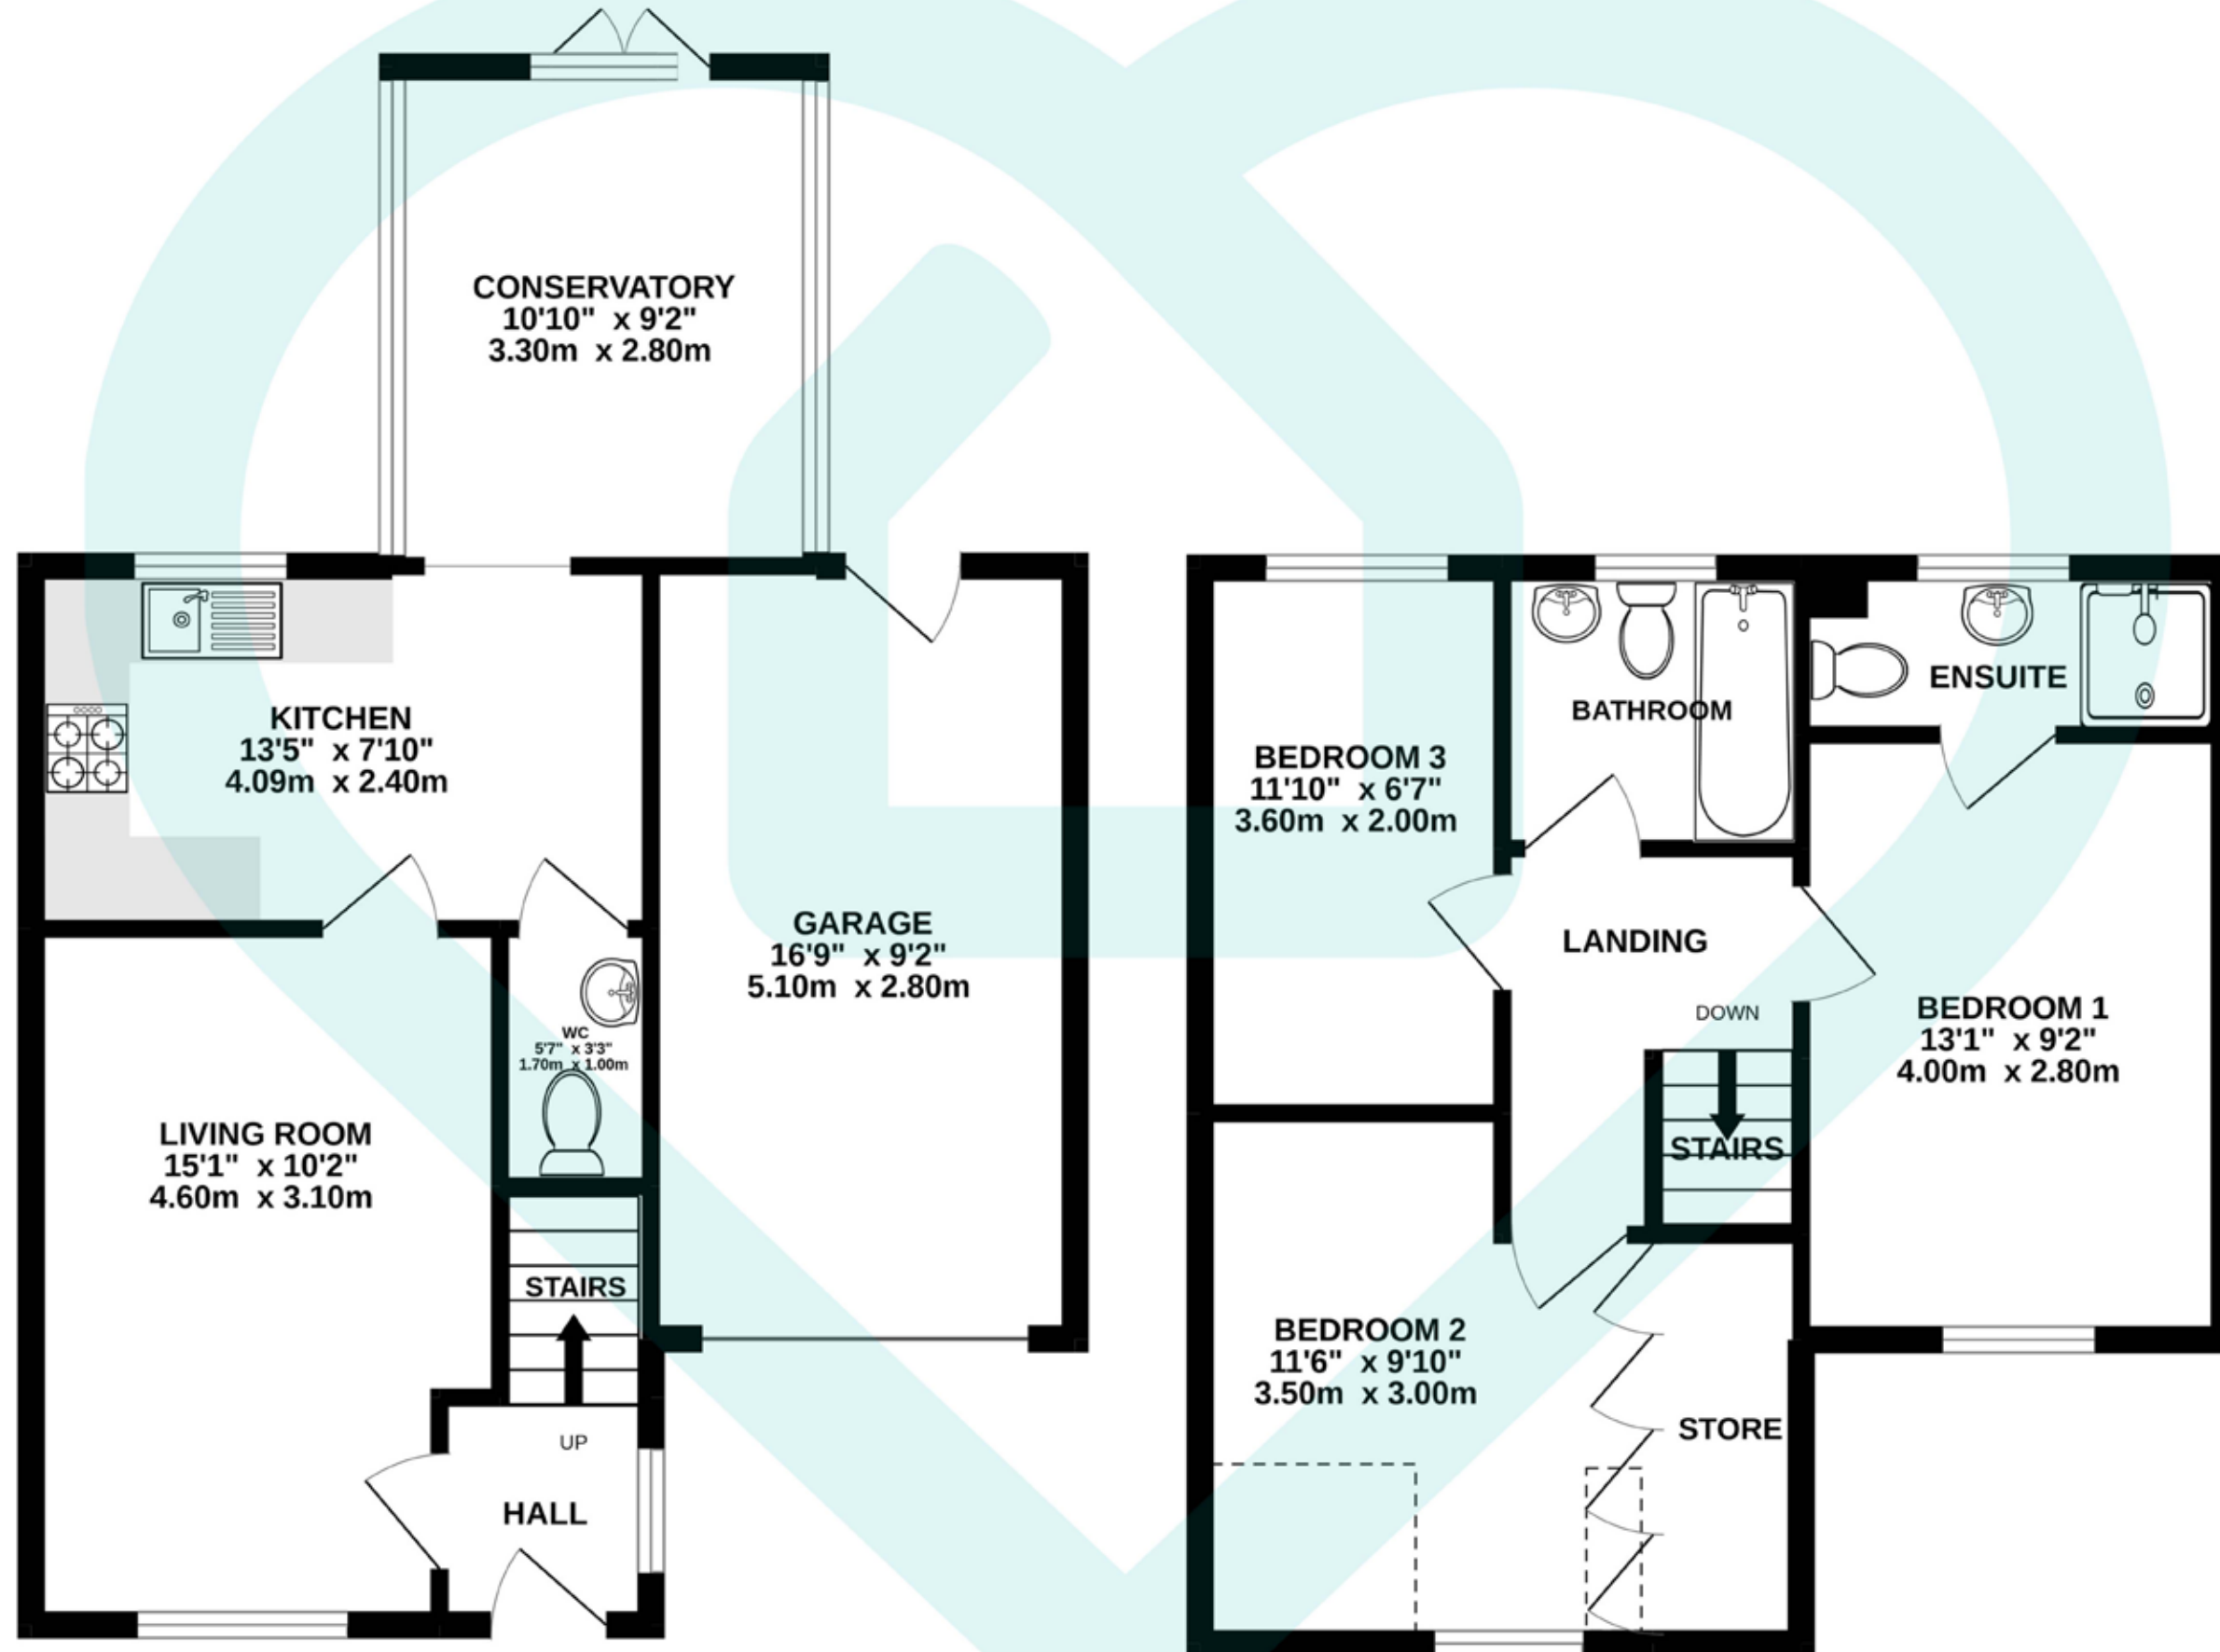 CONSERVATORY
10'10" x 9'2"
3.30m x 2.80m
KITCHEN
13'5" x 7'10"
4.09m x 2.40m
GARAGE
16'9" x 9'2"
5.10m x 2.80m
WC
5'7" x 3'3"
1.70m x 1.00m
LIVING ROOM
15'1" x 10'2"
4.60m x 3.10m
STAIRS
UP
HALL
BEDROOM 3
11'10" x 6'7"
3.60m x 2.00m
BATHROOM
ENSUITE
LANDING
DOWN
STAIRS
BEDROOM 1
13'1" x 9'2"
4.00m x 2.80m
BEDROOM 2
11'6" x 9'10"
3.50m x 3.00m
STORE